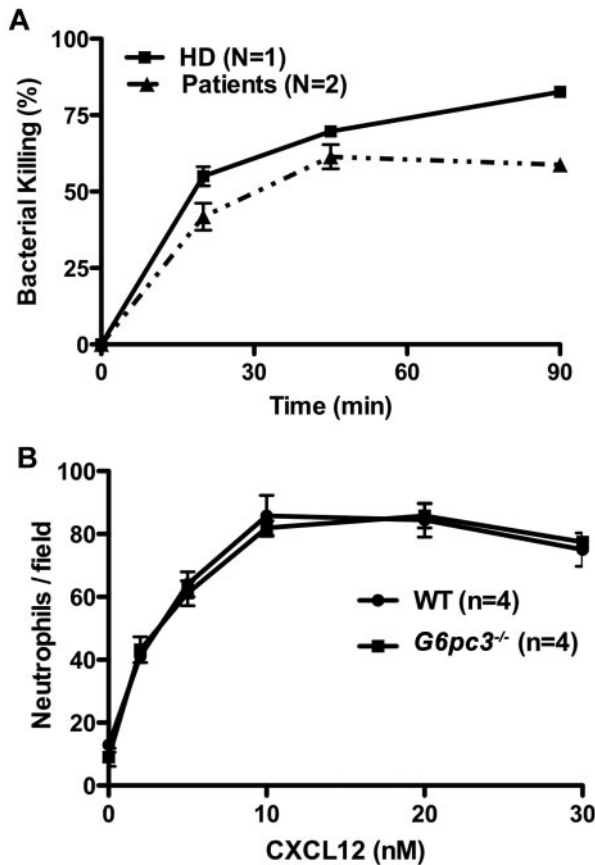 A
100
75
50
25
0
Bacterial Killing (%)
HD (N=1)
Patients (N=2)
0 30 60 90
Time (min)
B
100
80
60
40
20
0
Neutrophils / field
WT (n=4)
G6pc3-/- (n=4)
0 10 20 30
CXCL12 (nM)